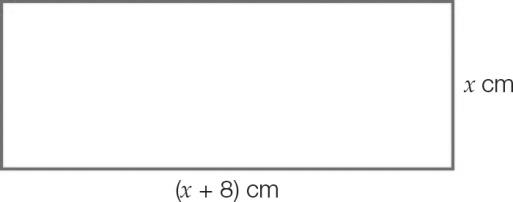 x cm
(x + 8) cm